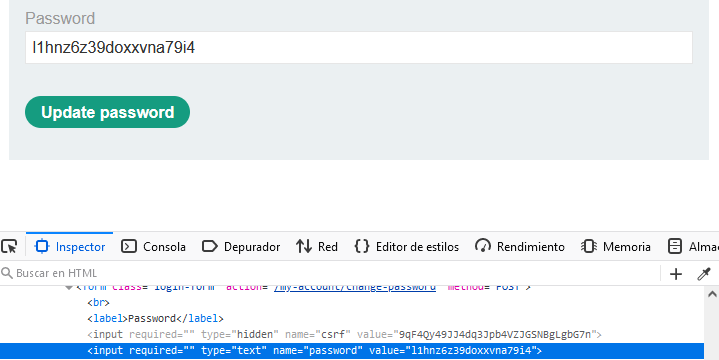 Password
l1hnz6z39doxxvna79i4
Update password
Inspector Consola Depurador Red Editor de estilos Rendimiento Memoria Alma
Buscar en HTML
<form class="login-form" action="/my-account/change-password" method="POST">
<br>
<label>Password</label>
<input required="" type="hidden" name="csrf" value="9qF4Qy49JJ4dq3Jpb4VZJGSNBgLgbG7n">
<input required="" type="text" name="password" value="l1hnz6z39doxxvna79i4">